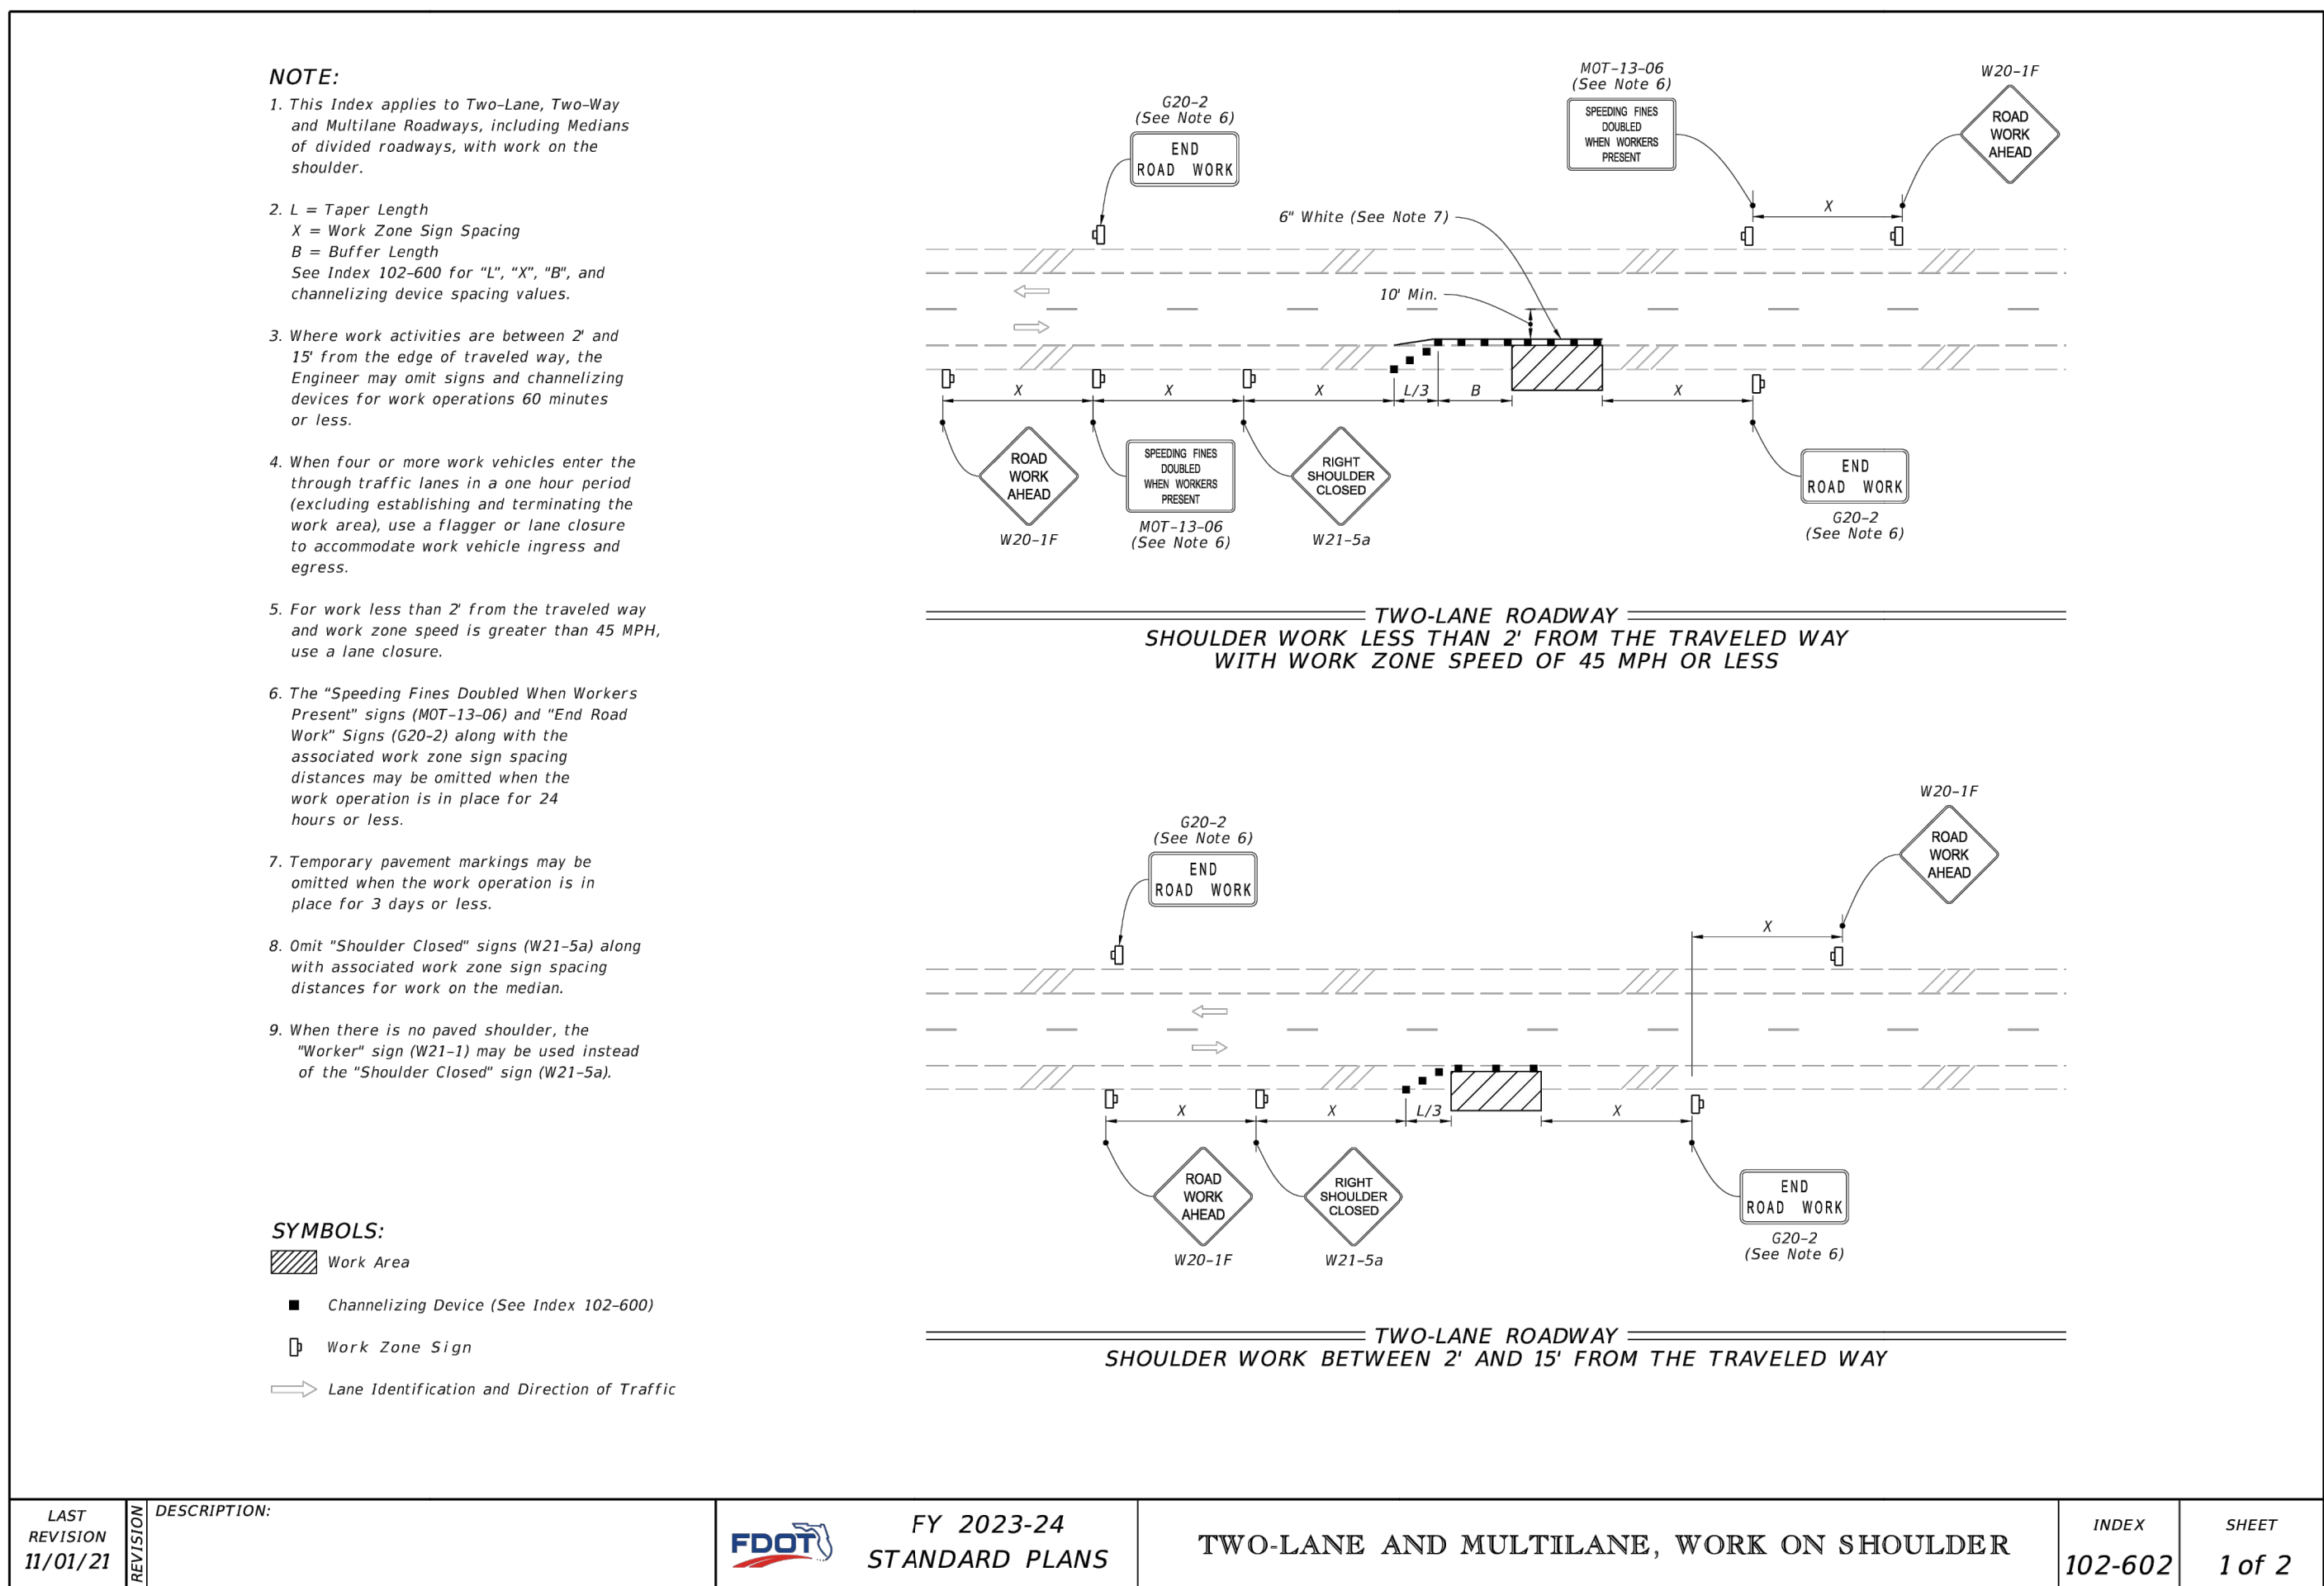 NOTE:
1. This Index applies to Two-Lane, Two-Way
and Multilane Roadways, including Medians
of divided roadways, with work on the
shoulder.
2. L = Taper Length
X = Work Zone Sign Spacing
B = Buffer Length
See Index 102-600 for "L", "X", "B", and
channelizing device spacing values.
3. Where work activities are between 2' and
15' from the edge of traveled way, the
Engineer may omit signs and channelizing
devices for work operations 60 minutes
or less.
4. When four or more work vehicles enter the
through traffic lanes in a one hour period
(excluding establishing and terminating the
work area), use a flagger or lane closure
to accommodate work vehicle ingress and
egress.
5. For work less than 2' from the traveled way
and work zone speed is greater than 45 MPH,
use a lane closure.
6. The "Speeding Fines Doubled When Workers
Present" signs (MOT-13-06) and "End Road
Work" Signs (G20-2) along with the
associated work zone sign spacing
distances may be omitted when the
work operation is in place for 24
hours or less.
7. Temporary pavement markings may be
omitted when the work operation is in
place for 3 days or less.
8. Omit "Shoulder Closed" signs (W21-5a) along
with associated work zone sign spacing
distances for work on the median.
9. When there is no paved shoulder, the
"Worker" sign (W21-1) may be used instead
of the "Shoulder Closed" sign (W21-5a).
SYMBOLS:
Work Area
Channelizing Device (See Index 102-600)
Work Zone Sign
Lane Identification and Direction of Traffic
G20-2
(See Note 6)
END
ROAD WORK
MOT-13-06
(See Note 6)
SPEEDING FINES
DOUBLED
WHEN WORKERS
PRESENT
W20-1F
ROAD
WORK
AHEAD
X
6" White (See Note 7)
10' Min.
X
X
X
L/3
B
X
ROAD
WORK
AHEAD
W20-1F
SPEEDING FINES
DOUBLED
WHEN WORKERS
PRESENT
MOT-13-06
(See Note 6)
RIGHT
SHOULDER
CLOSED
W21-5a
END
ROAD WORK
G20-2
(See Note 6)
TWO-LANE ROADWAY
SHOULDER WORK LESS THAN 2' FROM THE TRAVELED WAY
WITH WORK ZONE SPEED OF 45 MPH OR LESS
G20-2
(See Note 6)
END
ROAD WORK
W20-1F
ROAD
WORK
AHEAD
X
X
X
L/3
X
ROAD
WORK
AHEAD
W20-1F
RIGHT
SHOULDER
CLOSED
W21-5a
END
ROAD WORK
G20-2
(See Note 6)
TWO-LANE ROADWAY
SHOULDER WORK BETWEEN 2' AND 15' FROM THE TRAVELED WAY
LAST
REVISION
11/01/21
REVISION
DESCRIPTION:
FDOT
FY 2023-24
STANDARD PLANS
TWO-LANE AND MULTILANE, WORK ON SHOULDER
INDEX
102-602
SHEET
1 of 2